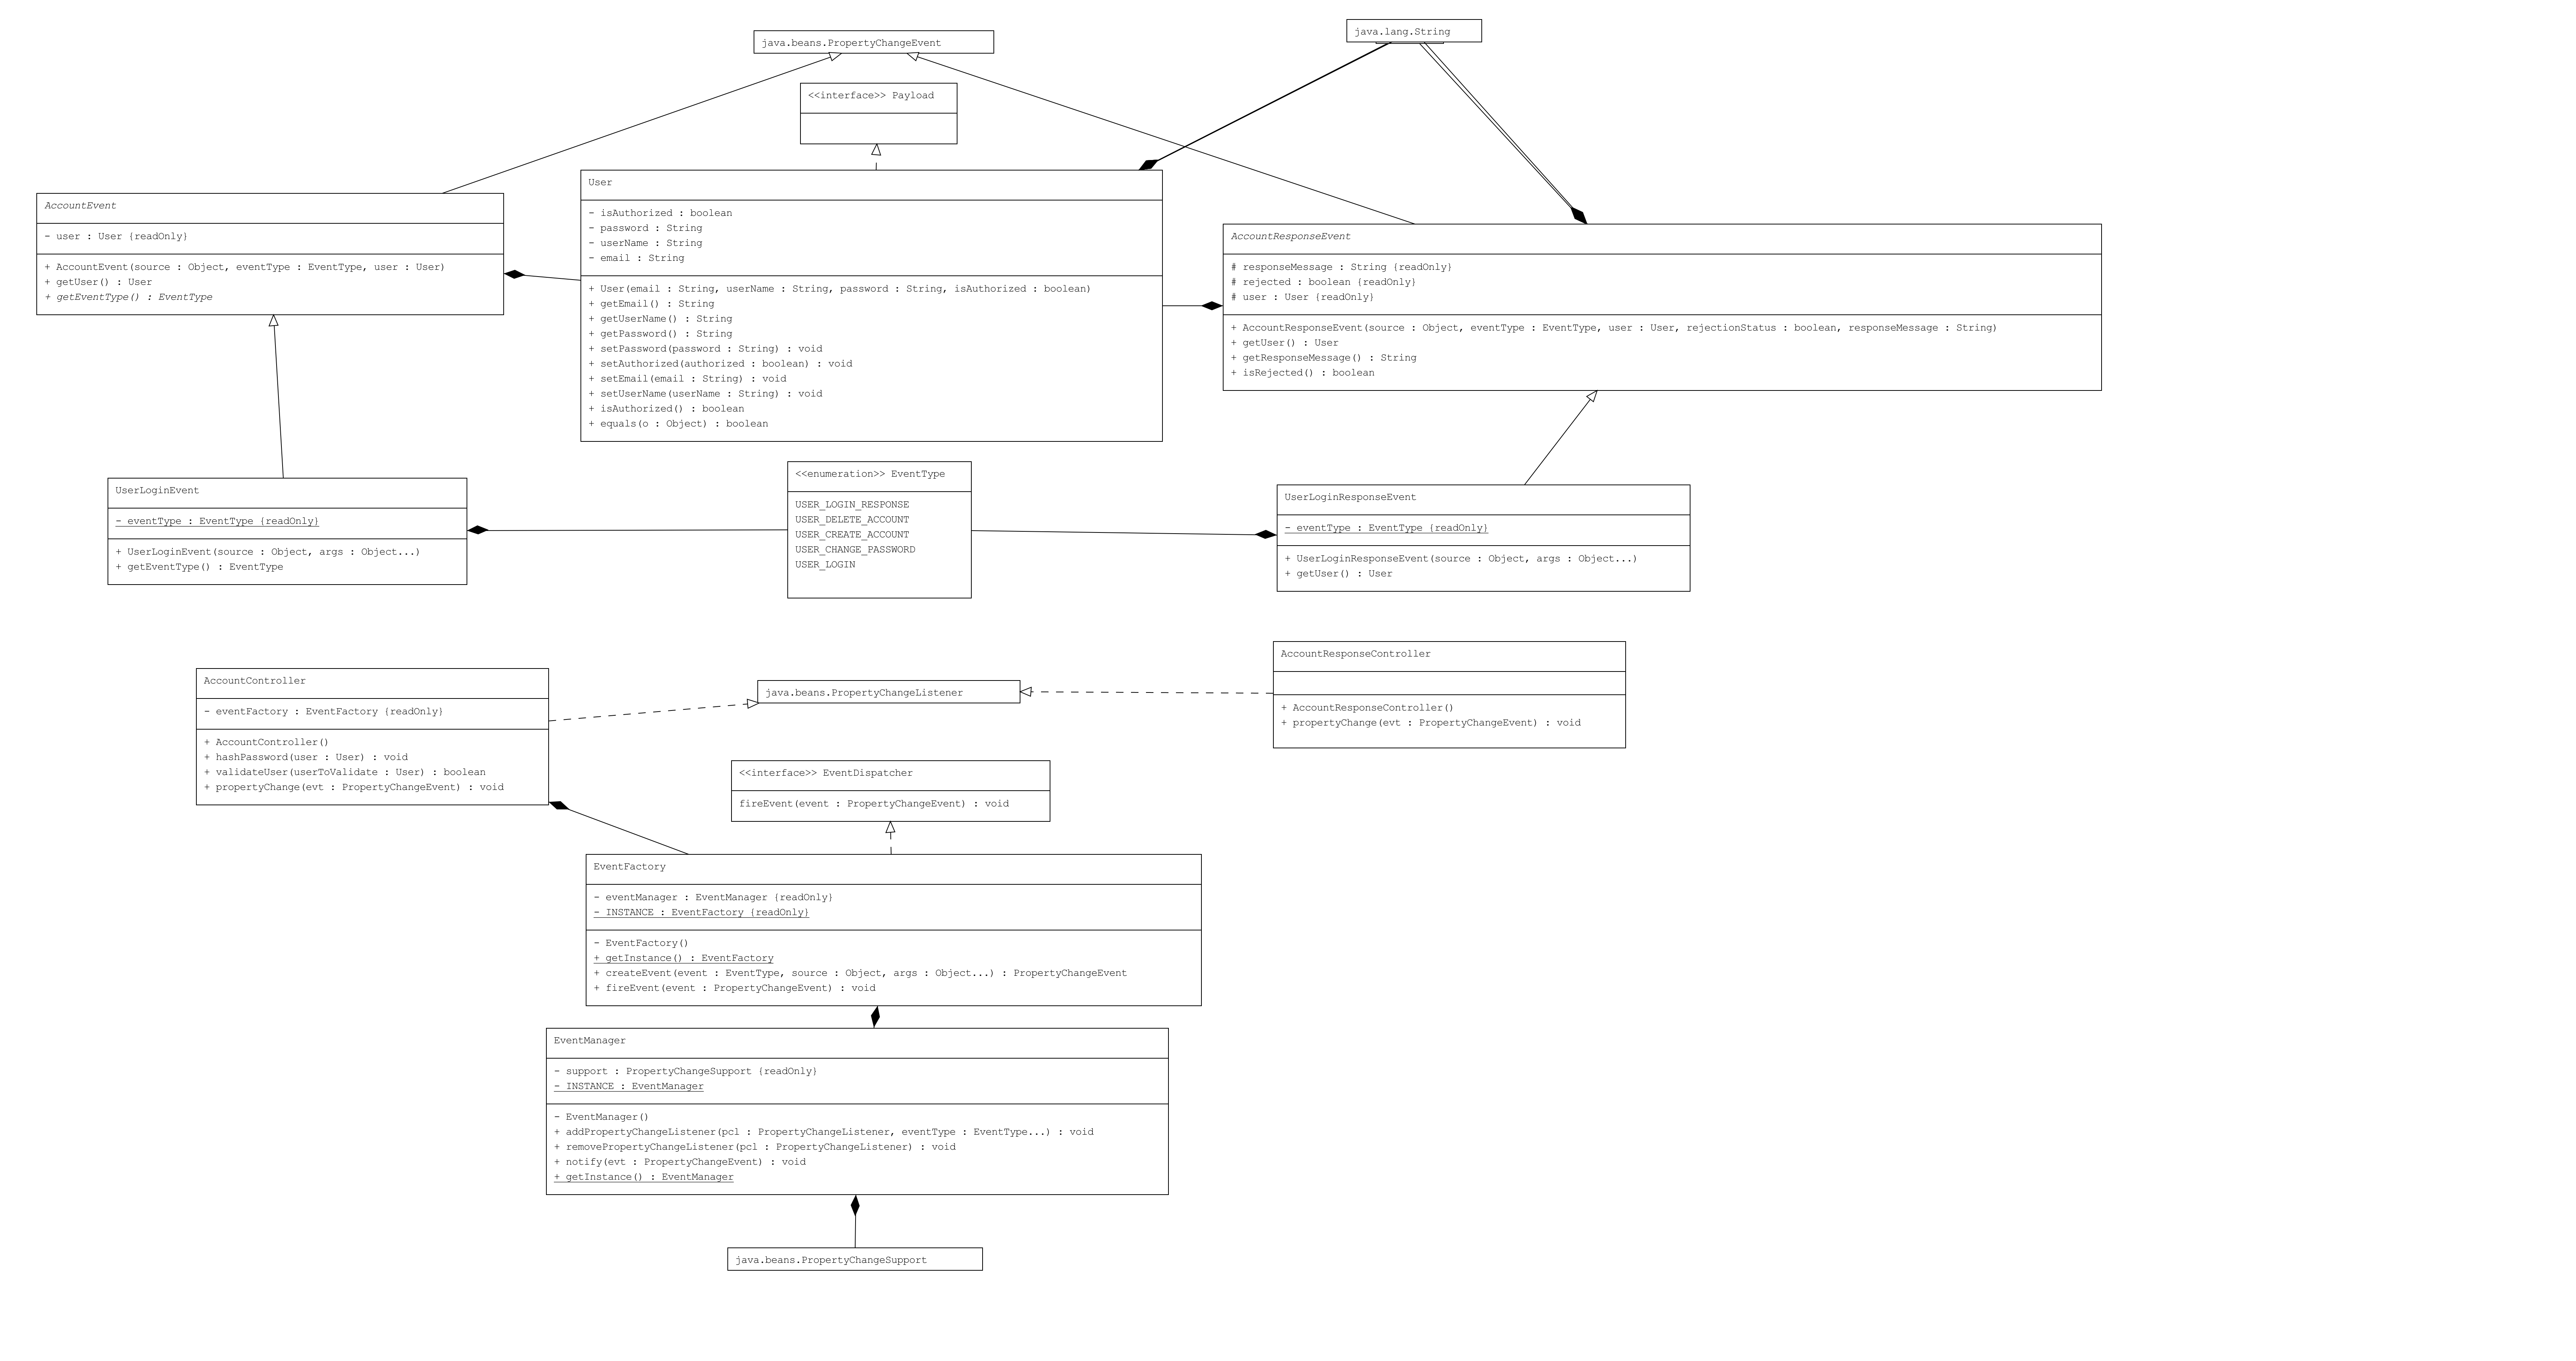 java.lang.String
java.beans.PropertyChangeEvent
<<interface>> Payload
User
- isAuthorized : boolean
- password : String
- userName : String
- email : String
+ User(email : String, userName : String, password : String, isAuthorized : boolean)
+ getEmail() : String
+ getUserName() : String
+ getPassword() : String
+ setPassword(password : String) : void
+ setAuthorized(authorized : boolean) : void
+ setEmail(email : String) : void
+ setUserName(userName : String) : void
+ isAuthorized() : boolean
+ equals(o : Object) : boolean
AccountEvent
- user : User {readOnly}
+ AccountEvent(source : Object, eventType : EventType, user : User)
+ getUser() : User
+ getEventType() : EventType
AccountResponseEvent
# responseMessage : String {readOnly}
# rejected : boolean {readOnly}
# user : User {readOnly}
+ AccountResponseEvent(source : Object, eventType : EventType, user : User, rejectionStatus : boolean, responseMessage : String)
+ getUser() : User
+ getResponseMessage() : String
+ isRejected() : boolean
UserLoginEvent
- eventType : EventType {readOnly}
+ UserLoginEvent(source : Object, args : Object...)
+ getEventType() : EventType
<<enumeration>> EventType
USER_LOGIN_RESPONSE
USER_DELETE_ACCOUNT
USER_CREATE_ACCOUNT
USER_CHANGE_PASSWORD
USER_LOGIN
UserLoginResponseEvent
- eventType : EventType {readOnly}
+ UserLoginResponseEvent(source : Object, args : Object...)
+ getUser() : User
AccountController
- eventFactory : EventFactory {readOnly}
+ AccountController()
+ hashPassword(user : User) : void
+ validateUser(userToValidate : User) : boolean
+ propertyChange(evt : PropertyChangeEvent) : void
java.beans.PropertyChangeListener
AccountResponseController
+ AccountResponseController()
+ propertyChange(evt : PropertyChangeEvent) : void
<<interface>> EventDispatcher
fireEvent(event : PropertyChangeEvent) : void
EventFactory
- eventManager : EventManager {readOnly}
- INSTANCE : EventFactory {readOnly}
- EventFactory()
+ getInstance() : EventFactory
+ createEvent(event : EventType, source : Object, args : Object...) : PropertyChangeEvent
+ fireEvent(event : PropertyChangeEvent) : void
EventManager
- support : PropertyChangeSupport {readOnly}
- INSTANCE : EventManager
- EventManager()
+ addPropertyChangeListener(pcl : PropertyChangeListener, eventType : EventType...) : void
+ removePropertyChangeListener(pcl : PropertyChangeListener) : void
+ notify(evt : PropertyChangeEvent) : void
+ getInstance() : EventManager
java.beans.PropertyChangeSupport